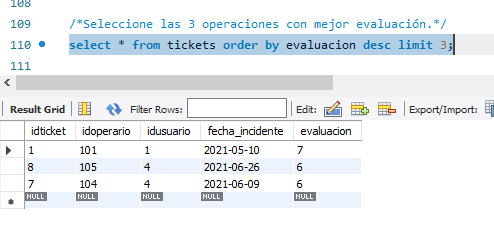 108
109 /*Seleccione las 3 operaciones con mejor evaluación.*/
110 select * from tickets order by evaluacion desc limit 3;
Result Grid Filter Rows: Edit: Export/Import:
idticket idoperario idusuario fecha_incidente evaluacion
1 101 1 2021-05-10 7
8 105 4 2021-06-26 6
7 104 4 2021-06-09 6
NULL NULL NULL NULL NULL